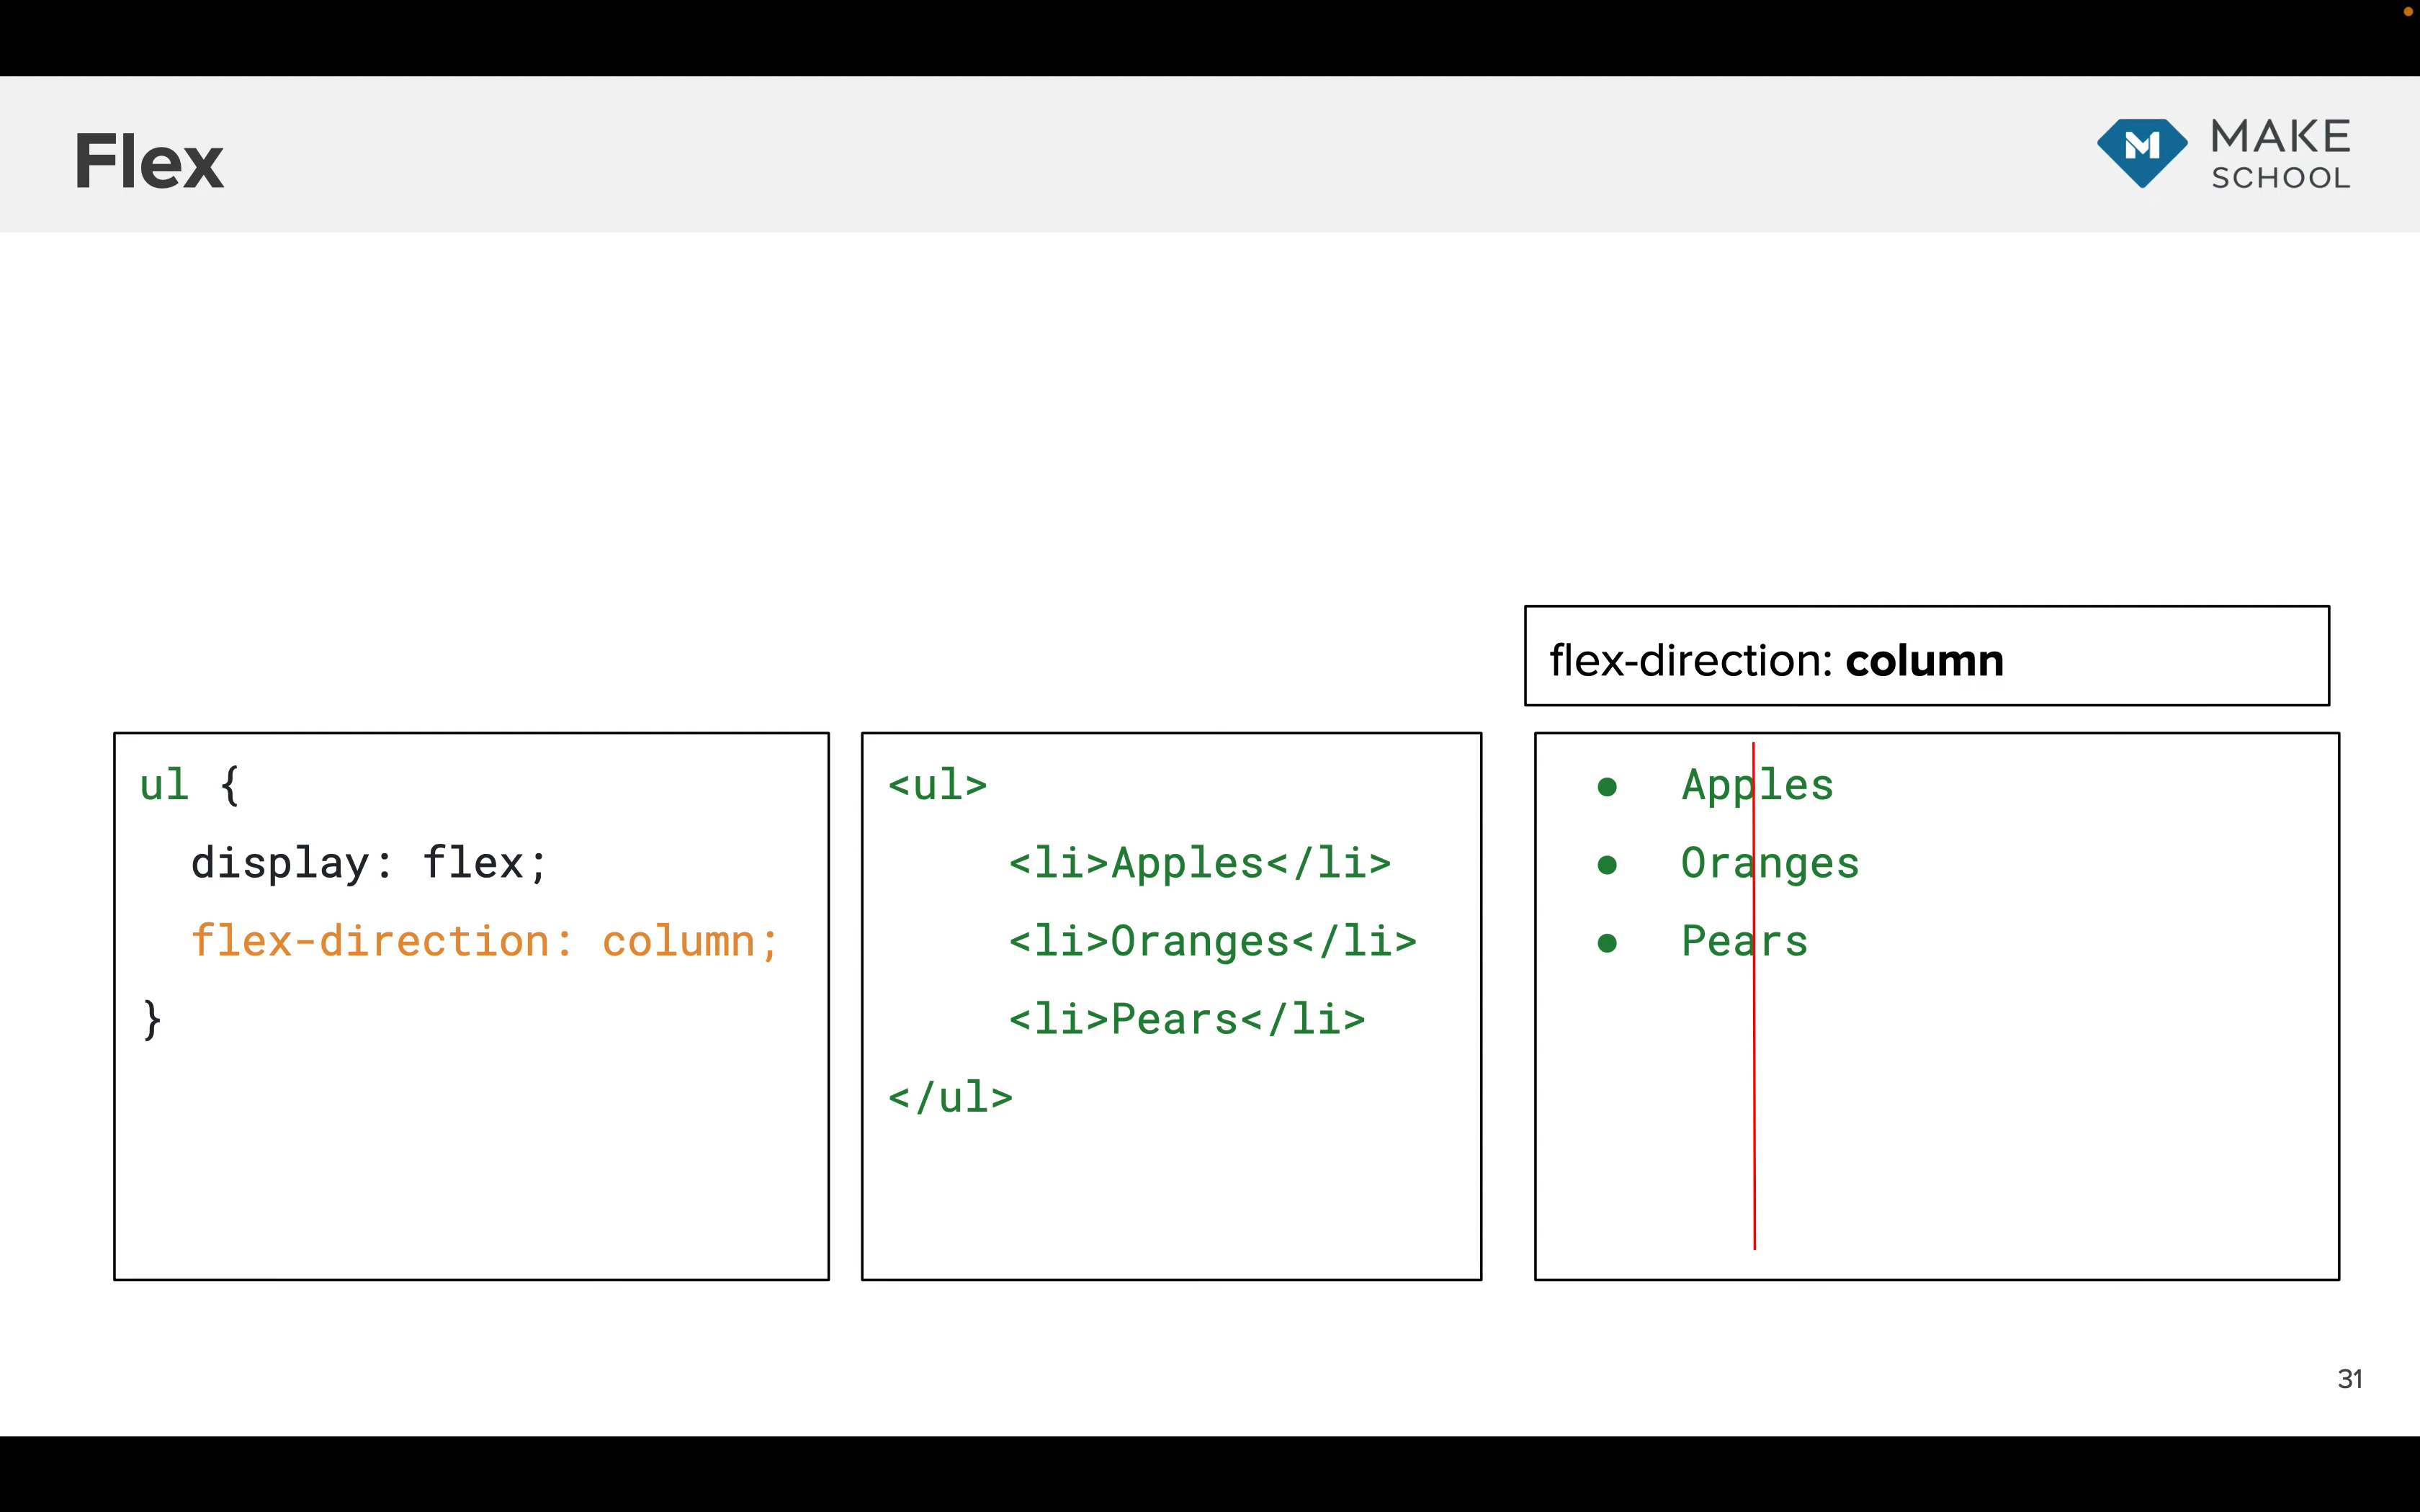 Flex
MAKE
SCHOOL
flex-direction: column
ul {
display: flex;
flex-direction: column;
}
<ul>
<li>Apples</li>
<li>Oranges</li>
<li>Pears</li>
</ul>
● Apples
● Oranges
● Pears
31